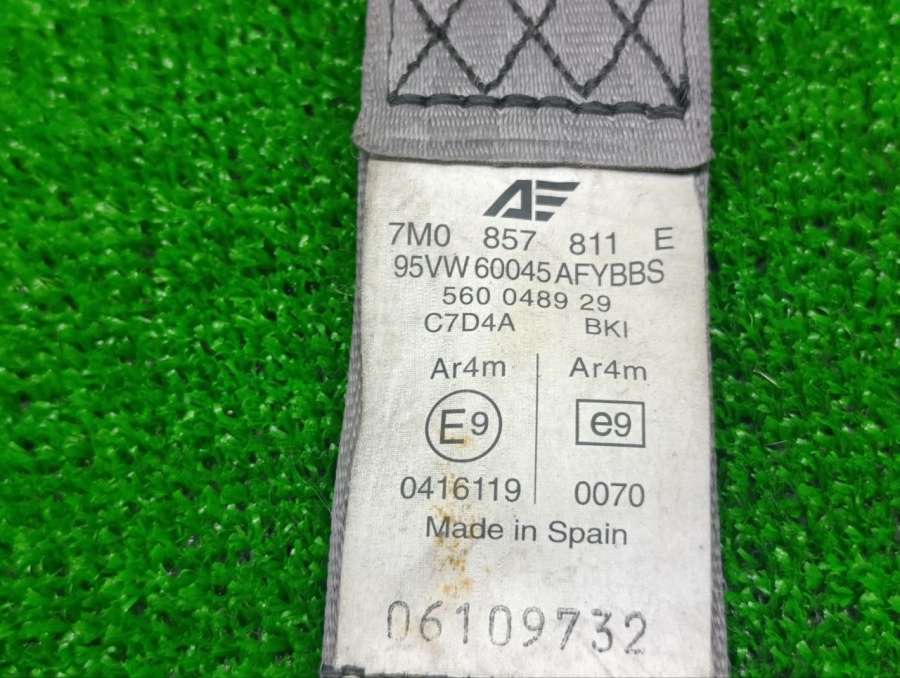 AE
7M0 857 811 E
95VW 60045 AFYBBS
560 0489 29
C7D4A BKI
Ar4m Ar4m
E9 e9
0416119 0070
Made in Spain
06109732